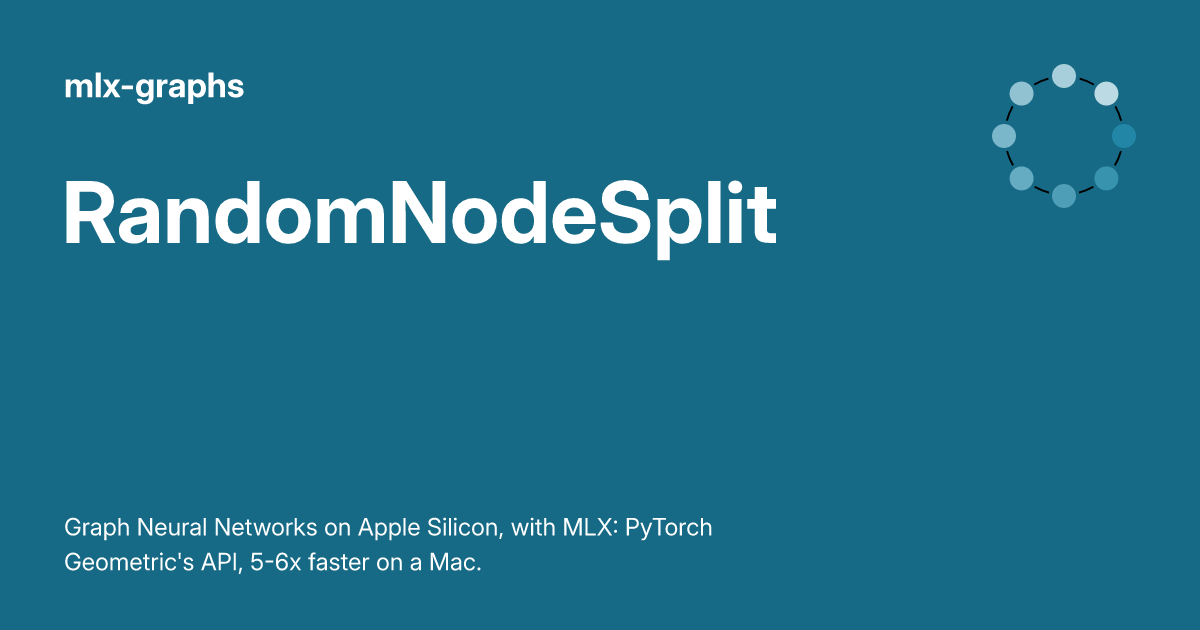 mlx-graphs
RandomNodeSplit
Graph Neural Networks on Apple Silicon, with MLX: PyTorch
Geometric's API, 5-6x faster on a Mac.